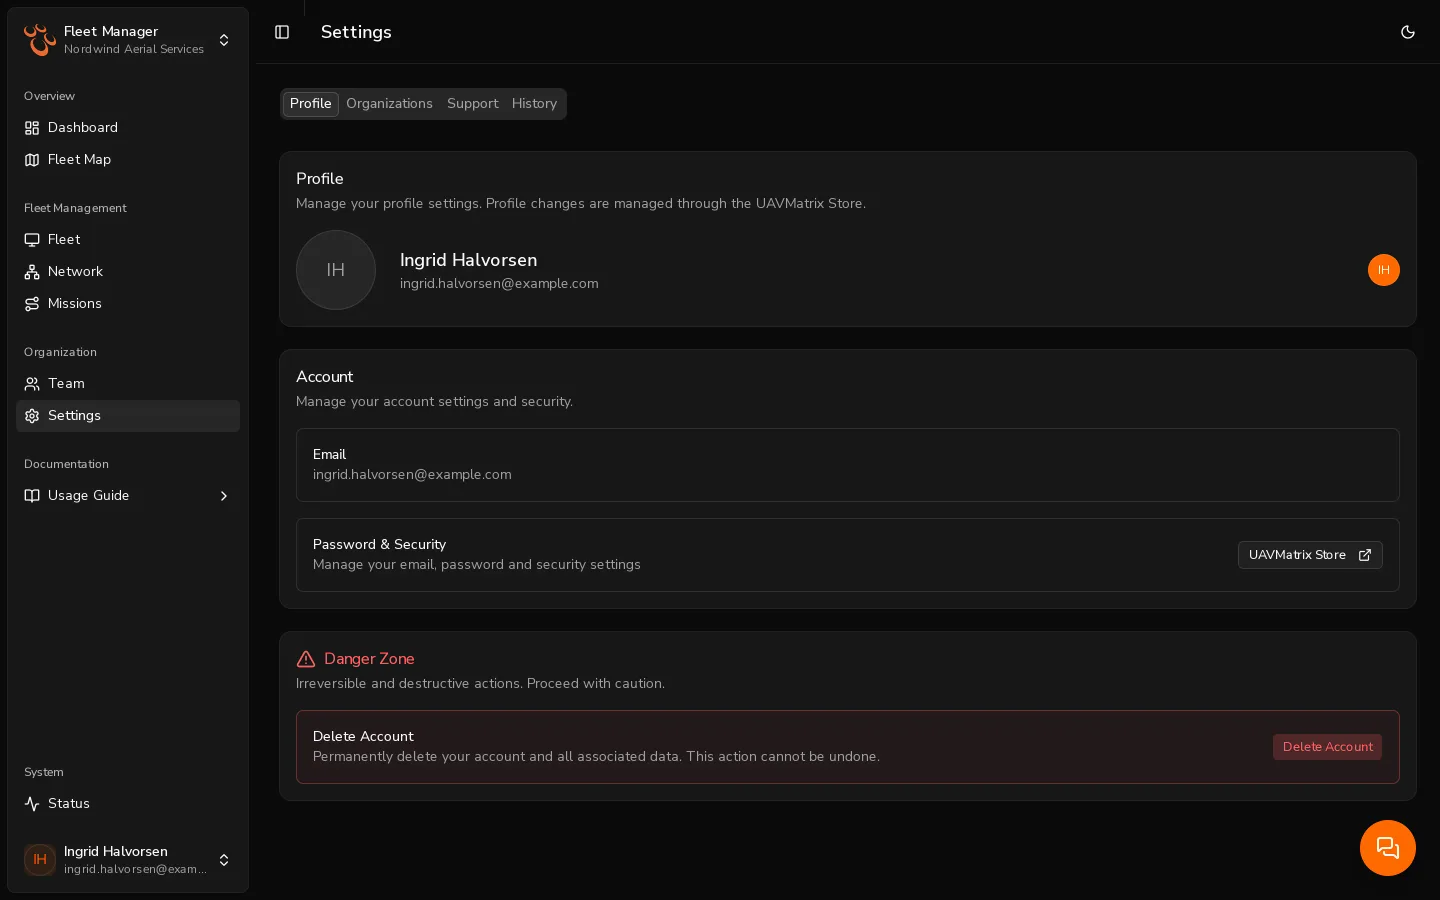 Fleet Manager
Nordwind Aerial Services
Overview
Dashboard
Fleet Map
Fleet Management
Fleet
Network
Missions
Organization
Team
Settings
Documentation
Usage Guide
System
Status
IH
Ingrid Halvorsen
ingrid.halvorsen@exam...
Settings
Profile Organizations Support History
Profile
Manage your profile settings. Profile changes are managed through the UAVMatrix Store.
IH
Ingrid Halvorsen
ingrid.halvorsen@example.com
IH
Account
Manage your account settings and security.
Email
ingrid.halvorsen@example.com
Password & Security
Manage your email, password and security settings
UAVMatrix Store
Danger Zone
Irreversible and destructive actions. Proceed with caution.
Delete Account
Permanently delete your account and all associated data. This action cannot be undone.
Delete Account